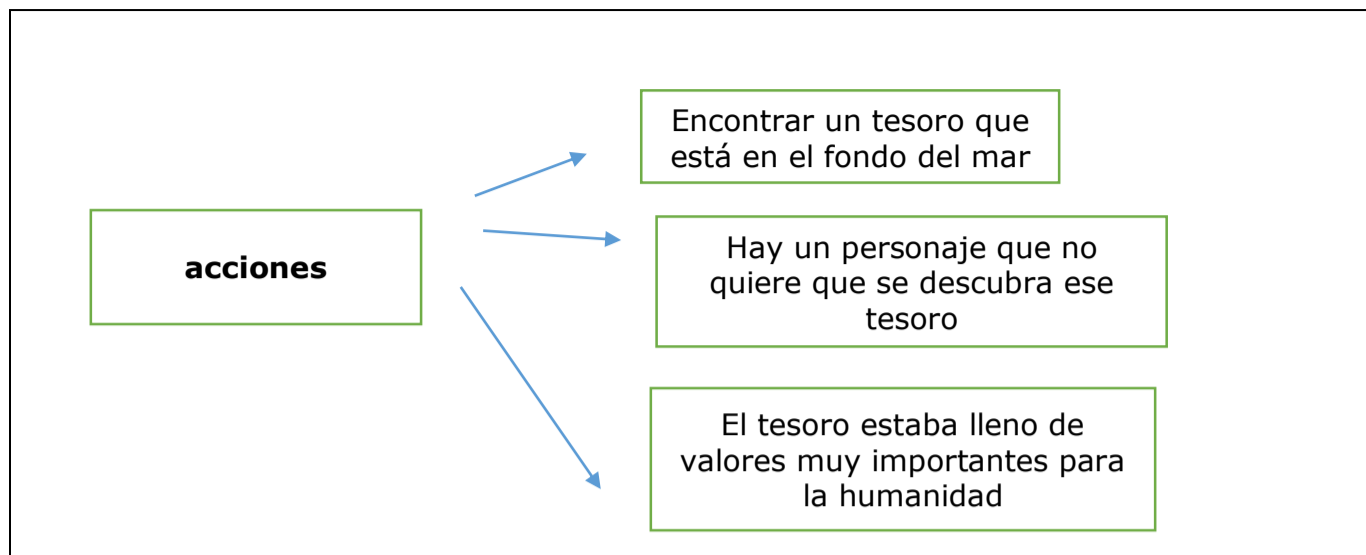 acciones
Encontrar un tesoro que
está en el fondo del mar
Hay un personaje que no
quiere que se descubra ese
tesoro
El tesoro estaba lleno de
valores muy importantes para
la humanidad